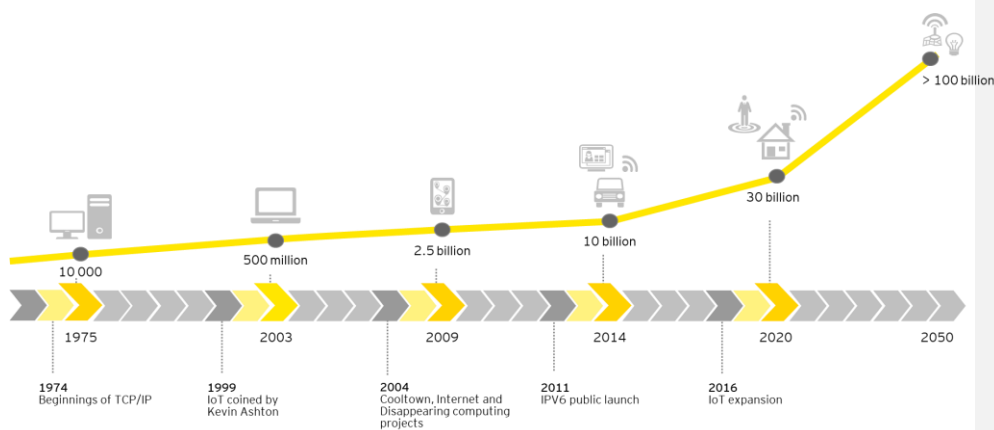 > 100 billion
30 billion
10 billion
2.5 billion
500 million
10 000
1975
2003
2009
2014
2020
2050
1974
Beginnings of TCP/IP
1999
IoT coined by
Kevin Ashton
2004
Cooltown, Internet and
Disappearing computing
projects
2011
IPV6 public launch
2016
IoT expansion